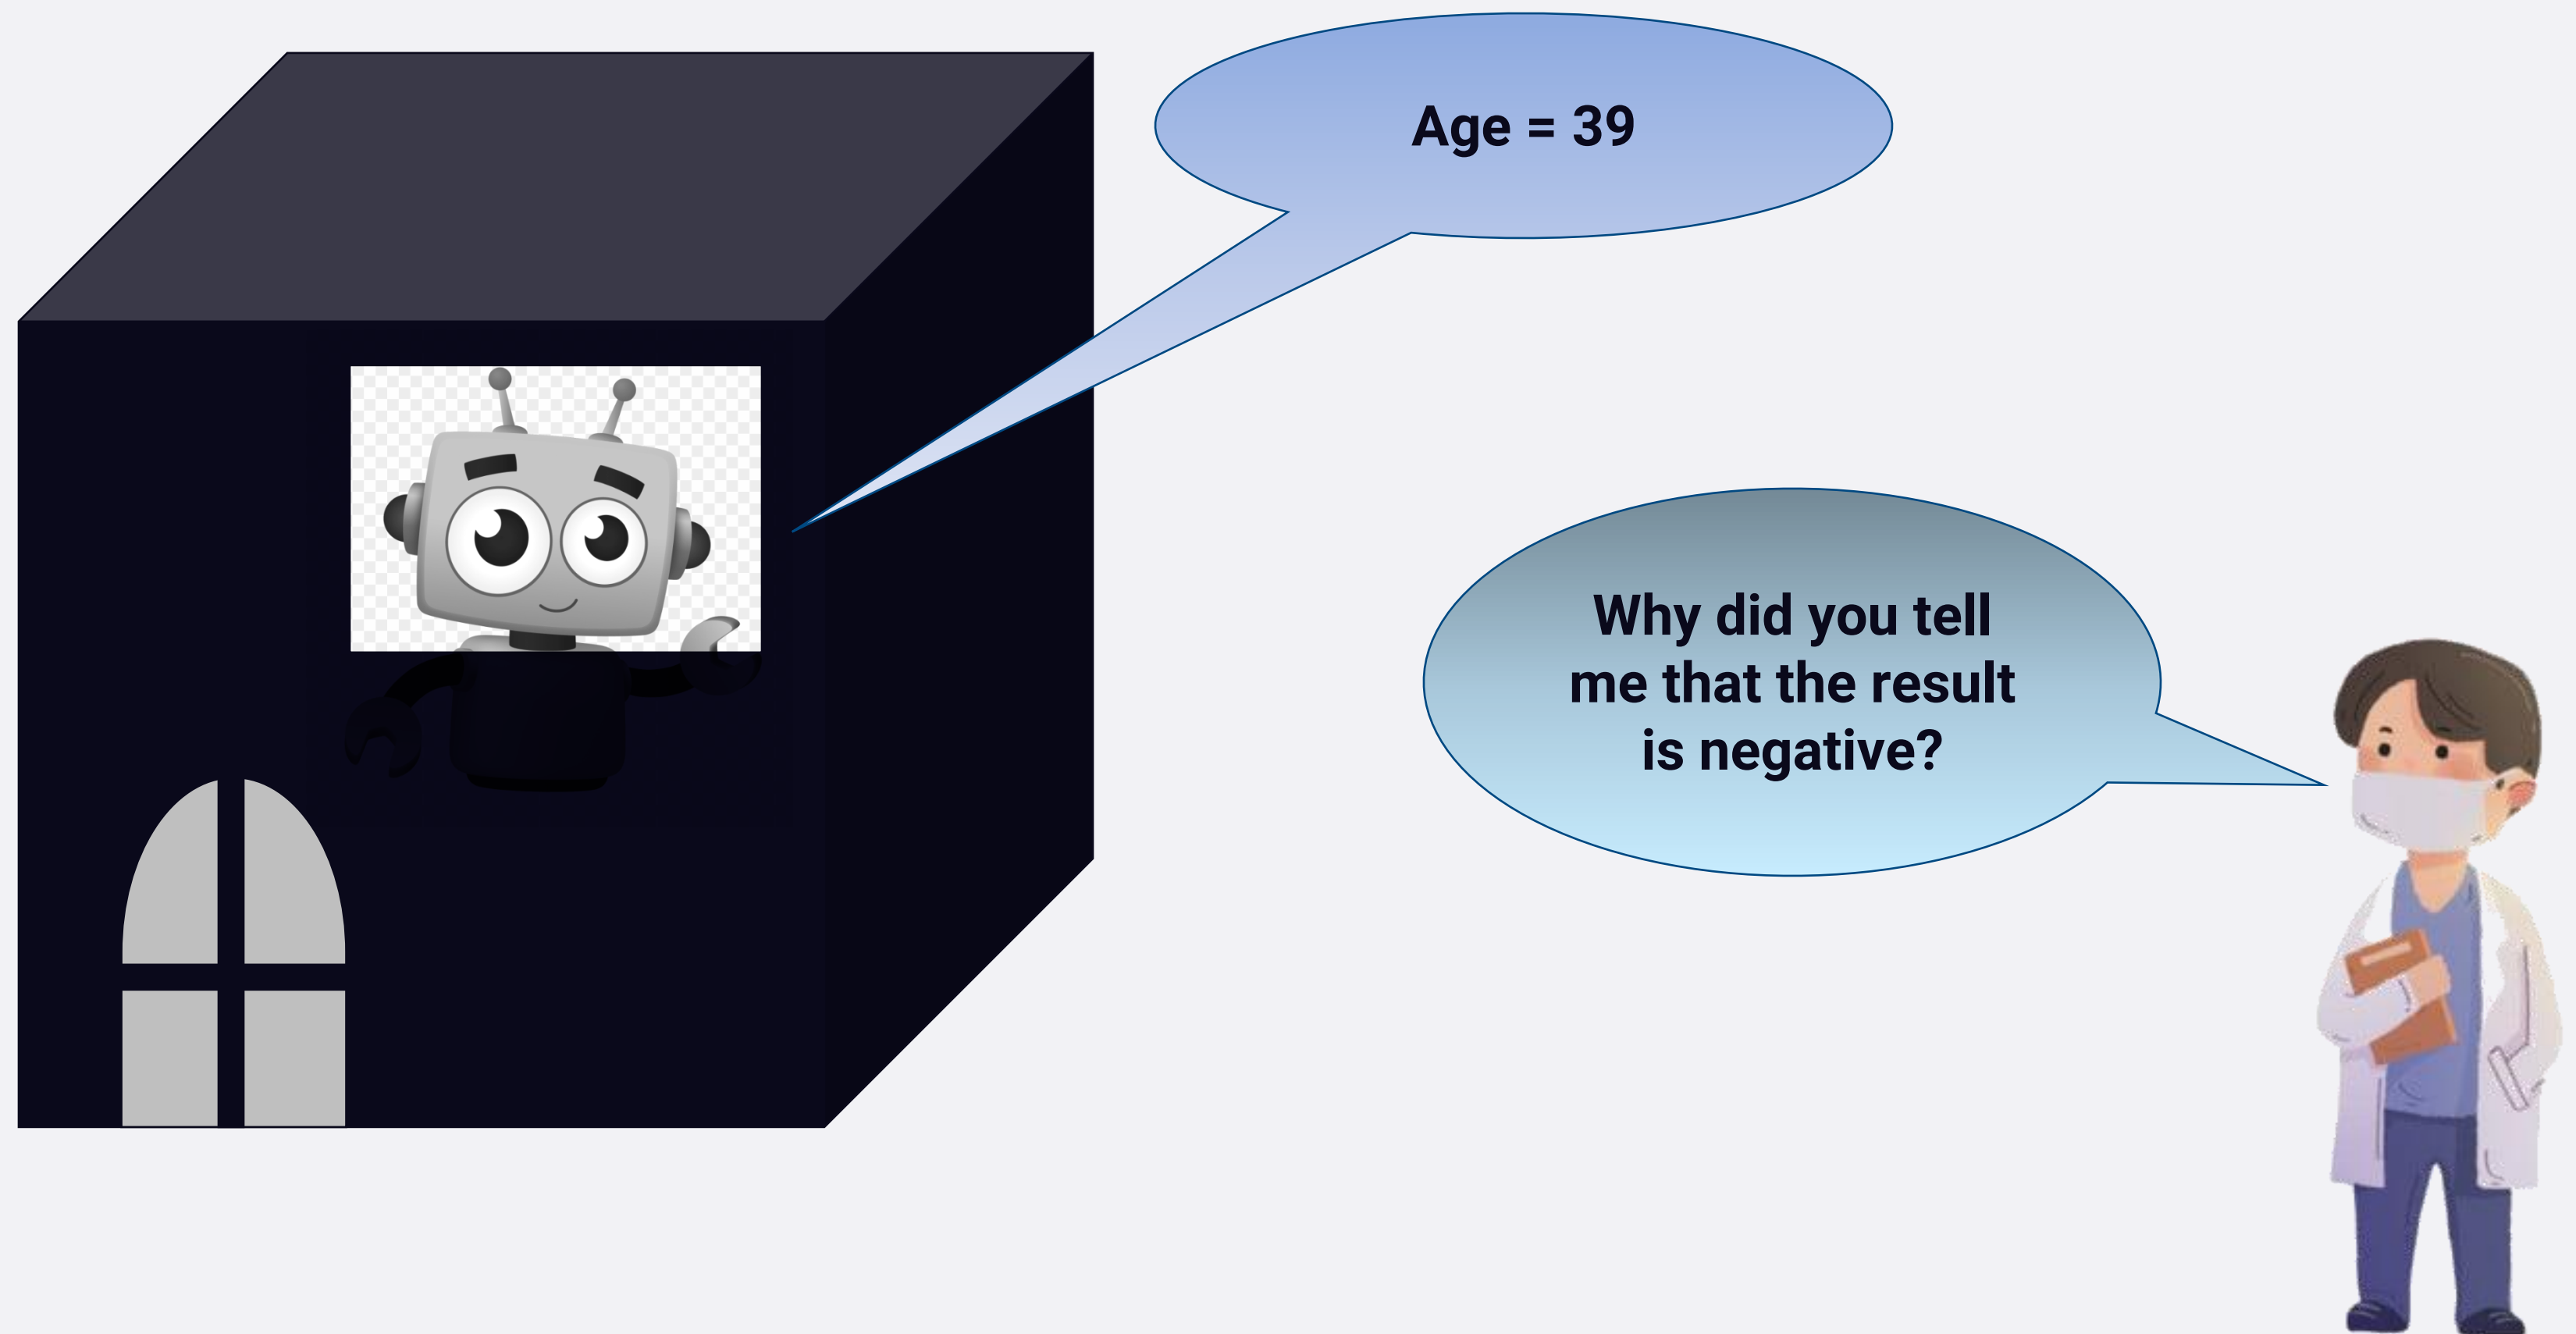 Age = 39
Why did you tell
me that the result
is negative?